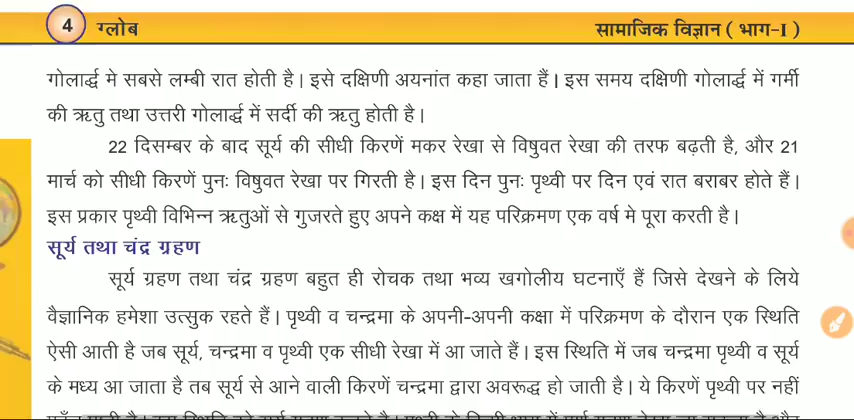 4 ग्लोब
सामाजिक विज्ञान ( भाग-I )
गोलार्द्ध मे सबसे लम्बी रात होती है। इसे दक्षिणी अयनांत कहा जाता हैं। इस समय दक्षिणी गोलार्द्ध में गर्मी
की ऋतु तथा उत्तरी गोलार्द्ध में सर्दी की ऋतु होती है।
22 दिसम्बर के बाद सूर्य की सीधी किरणें मकर रेखा से विषुवत रेखा की तरफ बढ़ती है, और 21
मार्च को सीधी किरणें पुनः विषुवत रेखा पर गिरती है। इस दिन पुनः पृथ्वी पर दिन एवं रात बराबर होते हैं।
इस प्रकार पृथ्वी विभिन्न ऋतुओं से गुजरते हुए अपने कक्ष में यह परिक्रमण एक वर्ष मे पूरा करती है।
सूर्य तथा चंद्र ग्रहण
सूर्य ग्रहण तथा चंद्र ग्रहण बहुत ही रोचक तथा भव्य खगोलीय घटनाएँ हैं जिसे देखने के लिये
वैज्ञानिक हमेशा उत्सुक रहते हैं। पृथ्वी व चन्द्रमा के अपनी-अपनी कक्षा में परिक्रमण के दौरान एक स्थिति
ऐसी आती है जब सूर्य, चन्द्रमा व पृथ्वी एक सीधी रेखा में आ जाते हैं। इस स्थिति में जब चन्द्रमा पृथ्वी व सूर्य
के मध्य आ जाता है तब सूर्य से आने वाली किरणें चन्द्रमा द्वारा अवरूद्ध हो जाती है। ये किरणें पृथ्वी पर नहीं